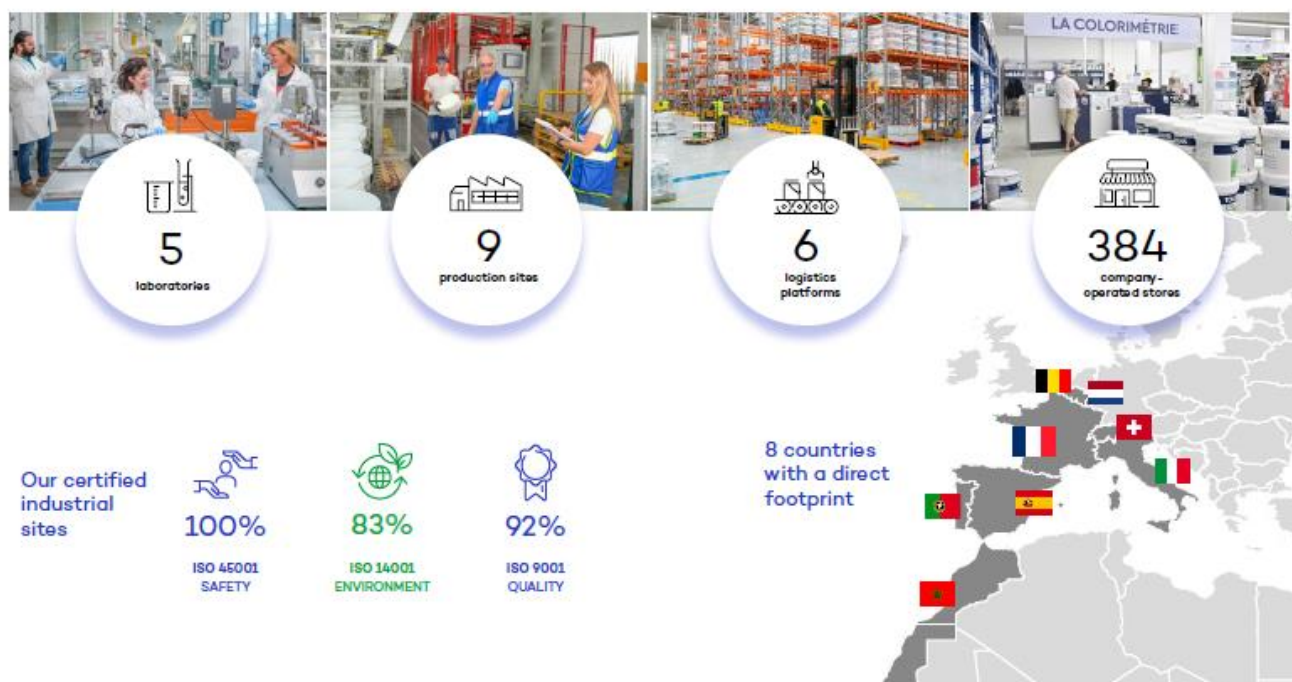 LA COLORIMÉTRIE
5
laboratories
9
production sites
6
logistics
platforms
384
company-
operated stores
Our certified
industrial
sites
100%
ISO 45001
SAFETY
83%
ISO 14001
ENVIRONMENT
92%
ISO 9001
QUALITY
8 countries
with a direct
footprint